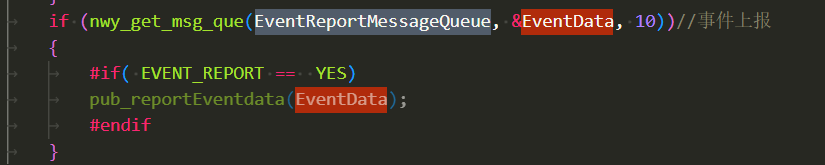 if (nwy_get_msg_que(EventReportMessageQueue, &EventData, 10))//事件上报
{
#if( EVENT_REPORT ==  YES)
pub_reportEventdata(EventData);
#endif
}